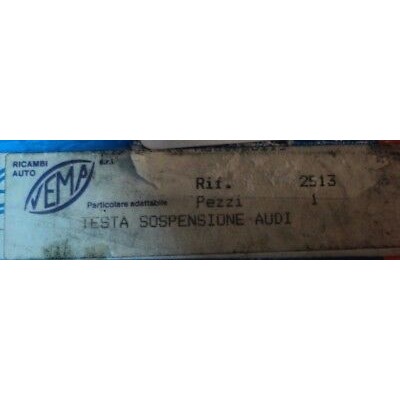 RICAMBI
AUTO
VEMA s.r.l.
Rif. 2513
Particolare adattabile Pezzi 1
TESTA SOSPENSIONE AUDI